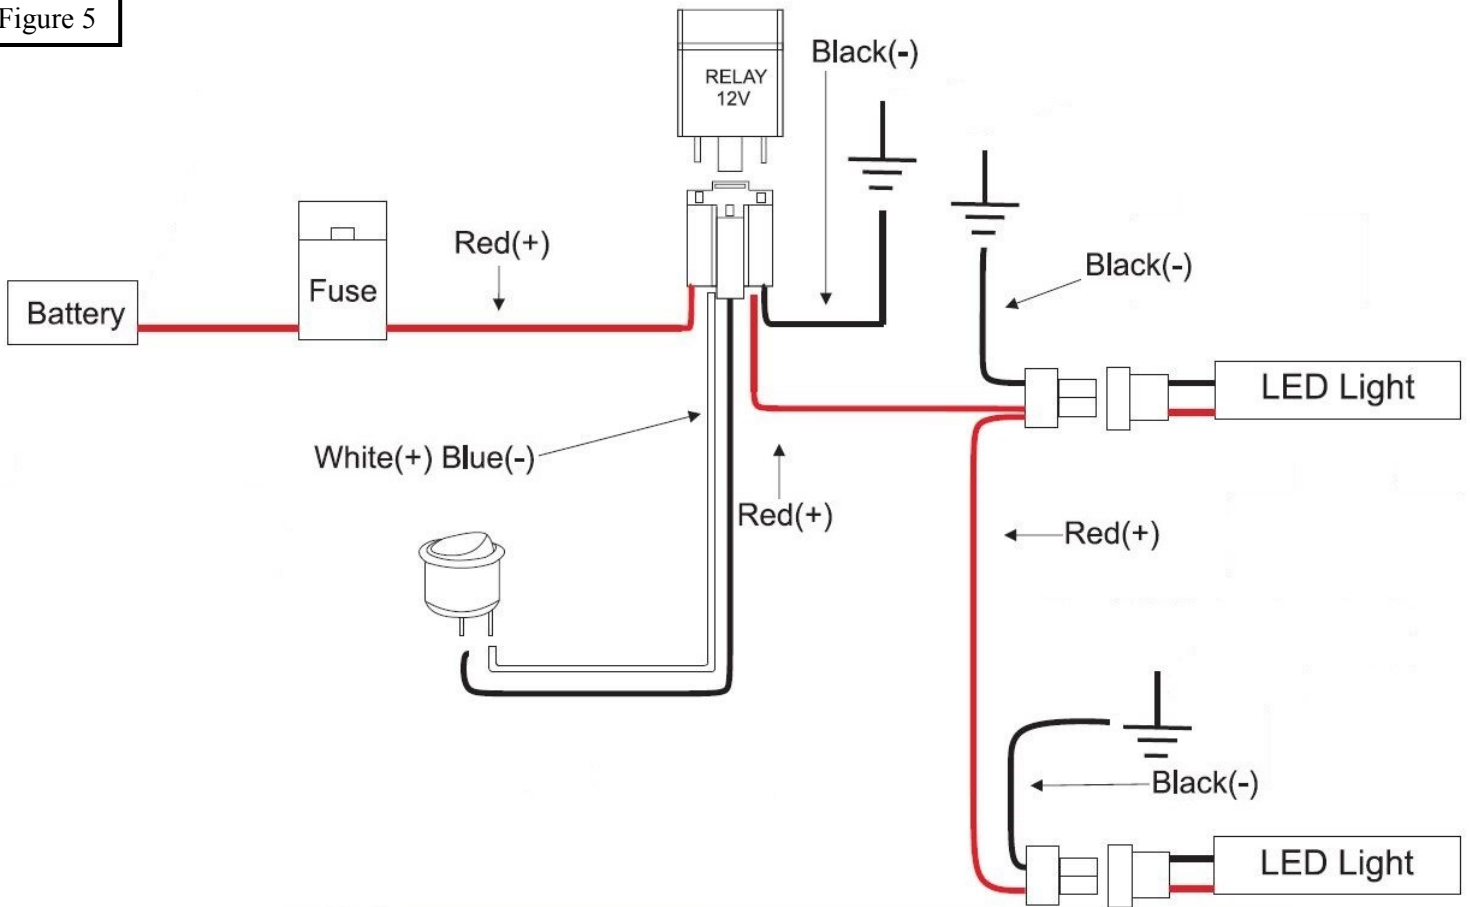 Figure 5
RELAY
12V
Black(-)
Red(+)
Fuse
Battery
Black(-)
LED Light
White(+) Blue(-)
Red(+)
Red(+)
Black(-)
LED Light